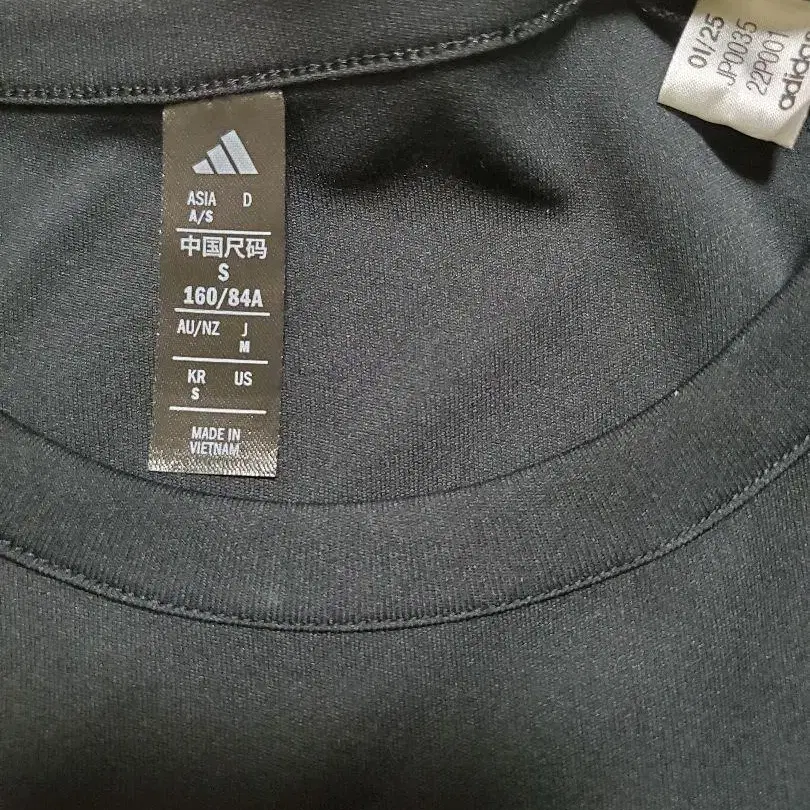 ASIA D
A/S
中国尺码
S
160/84A
AU/NZ J
M
KR US
S
MADE IN
VIETNAM
01/25
JP0035
22P001
adidas